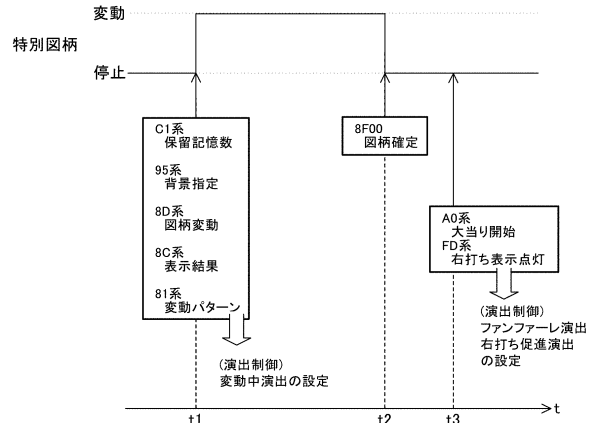 変動
特別図柄
停止
C1系
保留記憶数
95系
背景指定
8D系
図柄変動
8C系
表示結果
81系
変動パターン
8F00
図柄確定
A0系
大当り開始
FD系
右打ち表示点灯
(演出制御)
変動中演出の設定
(演出制御)
ファンファーレ演出
右打ち促進演出
の設定
t1
t2
t3
t